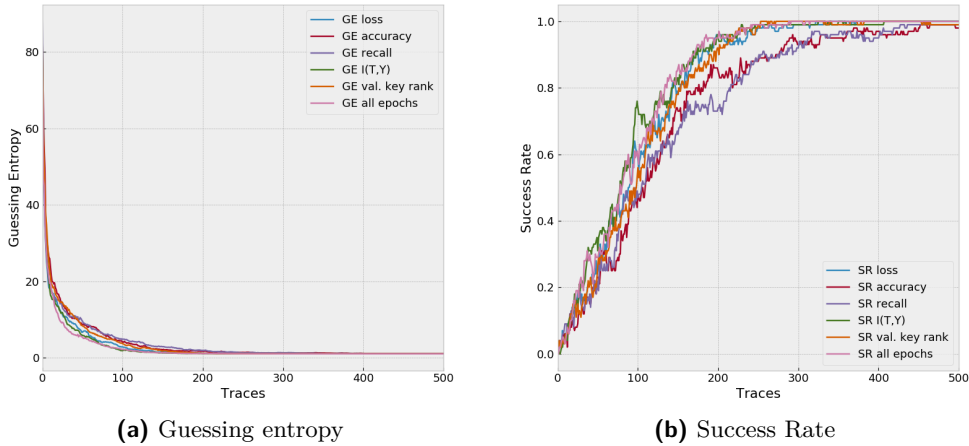 GE loss
GE accuracy
GE recall
GE I(T,Y)
GE val. key rank
GE all epochs
80
60
40
20
0
Guessing Entropy
0 100 200 300 400 500
Traces
(a) Guessing entropy
1.0
0.8
0.6
0.4
0.2
0.0
Success Rate
SR loss
SR accuracy
SR recall
SR I(T,Y)
SR val. key rank
SR all epochs
0 100 200 300 400 500
Traces
(b) Success Rate